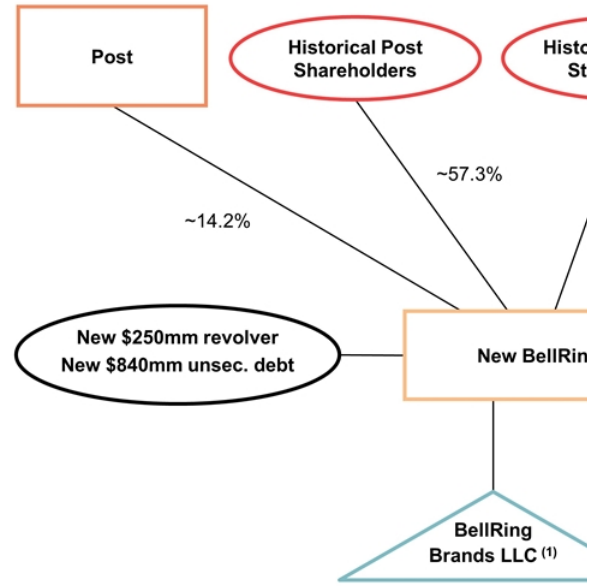 Post
Historical Post
Shareholders
~57.3%
~14.2%
New $250mm revolver
New $840mm unsec. debt
New
BellRing
Brands LLC (1)